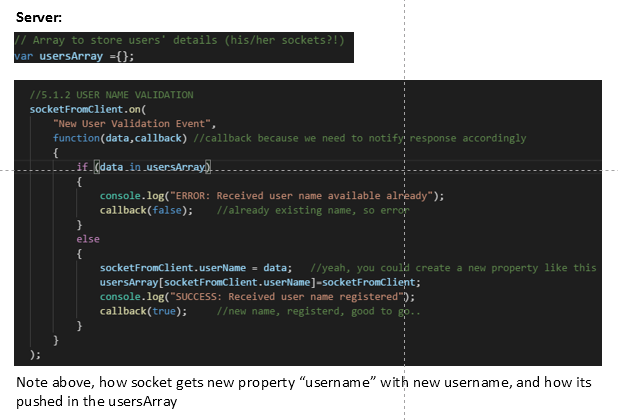 Server:
// Array to store users' details (his/her sockets?!)
var usersArray ={};
//5.1.2 USER NAME VALIDATION
socketFromClient.on(
"New User Validation Event",
function(data,callback) //callback because we need to notify response accordingly
{
if (data in usersArray)
{
console.log("ERROR: Received user name available already");
callback(false); //already existing name, so error
}
else
{
socketFromClient.userName = data; //yeah, you could create a new property like this
usersArray[socketFromClient.userName]=socketFromClient;
console.log("SUCCESS: Received user name registered");
callback(true); //new name, registerd, good to go..
}
}
);
Note above, how socket gets new property “username” with new username, and how its
pushed in the usersArray